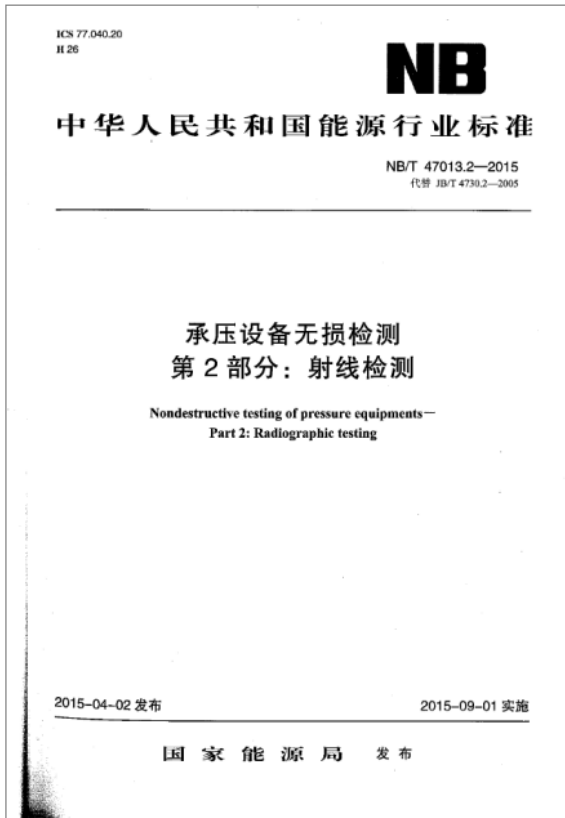 ICS 77.040.20
H 26
NB
中华人民共和国能源行业标准
NB/T 47013.2—2015
代替 JB/T 4730.2—2005
承压设备无损检测
第 2 部分：射线检测
Nondestructive testing of pressure equipments—
Part 2: Radiographic testing
2015-04-02 发布
2015-09-01 实施
国家能源局 发布